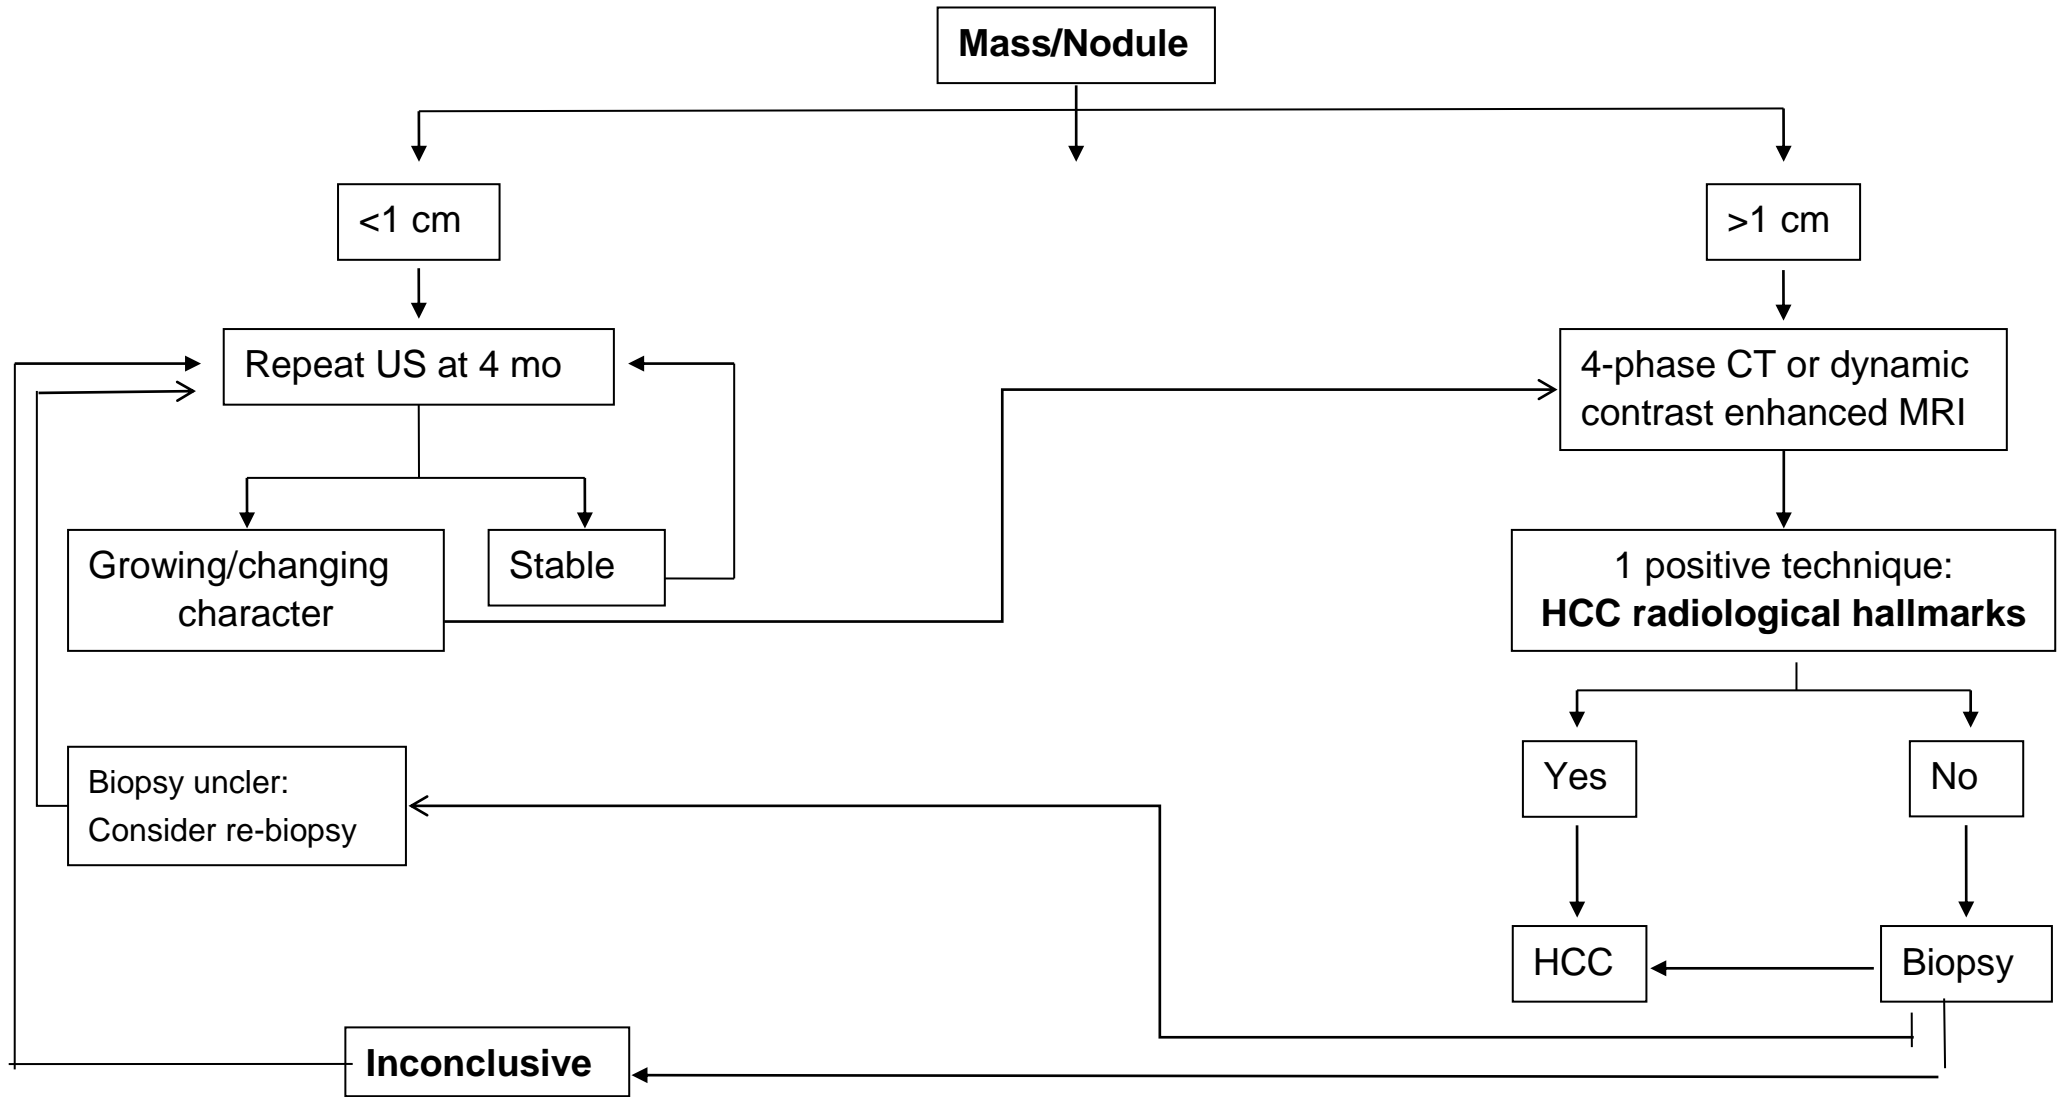 Mass/Nodule
<1 cm
>1 cm
Repeat US at 4 mo
4-phase CT or dynamic
contrast enhanced MRI
Growing/changing
character
Stable
1 positive technique:
HCC radiological hallmarks
Biopsy uncler:
Consider re-biopsy
Yes
No
HCC
Biopsy
Inconclusive